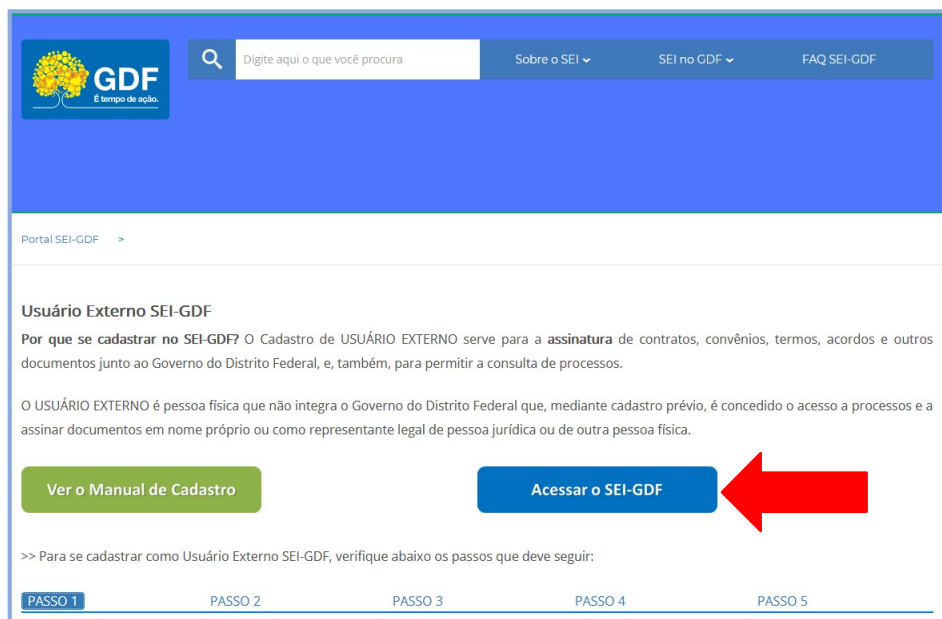 GDF
É tempo de ação.
Digite aqui o que você procura
Sobre o SEI
SEI no GDF
FAQ SEI-GDF
Portal SEI-GDF >
Usuário Externo SEI-GDF
Por que se cadastrar no SEI-GDF? O Cadastro de USUÁRIO EXTERNO serve para a assinatura de contratos, convênios, termos, acordos e outros
documentos junto ao Governo do Distrito Federal, e, também, para permitir a consulta de processos.
O USUÁRIO EXTERNO é pessoa física que não integra o Governo do Distrito Federal que, mediante cadastro prévio, é concedido o acesso a processos e a
assinar documentos em nome próprio ou como representante legal de pessoa jurídica ou de outra pessoa física.
Ver o Manual de Cadastro
Acessar o SEI-GDF
>> Para se cadastrar como Usuário Externo SEI-GDF, verifique abaixo os passos que deve seguir:
PASSO 1
PASSO 2
PASSO 3
PASSO 4
PASSO 5